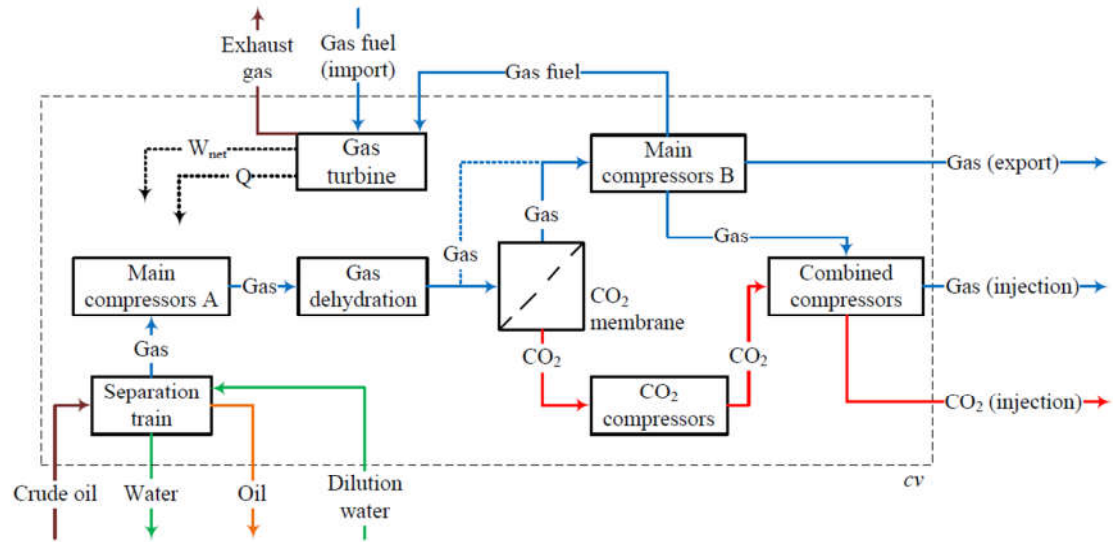 Exhaust
gas
Gas fuel
(import)
Gas fuel
W_net
Q
Gas
turbine
Main
compressors B
Gas (export)
Gas
Gas
Gas
Main
compressors A
Gas
Gas
dehydration
CO₂
membrane
Combined
compressors
Gas (injection)
Gas
CO₂
CO₂
Separation
train
CO₂
compressors
CO₂ (injection)
Crude oil
Water
Oil
Dilution
water
cv